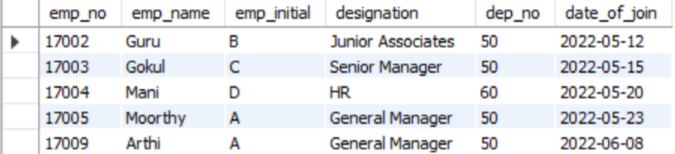 emp_no emp_name emp_initial designation dep_no date_of_join
17002 Guru B Junior Associates 50 2022-05-12
17003 Gokul C Senior Manager 50 2022-05-15
17004 Mani D HR 60 2022-05-20
17005 Moorthy A General Manager 50 2022-05-23
17009 Arthi A General Manager 50 2022-06-08